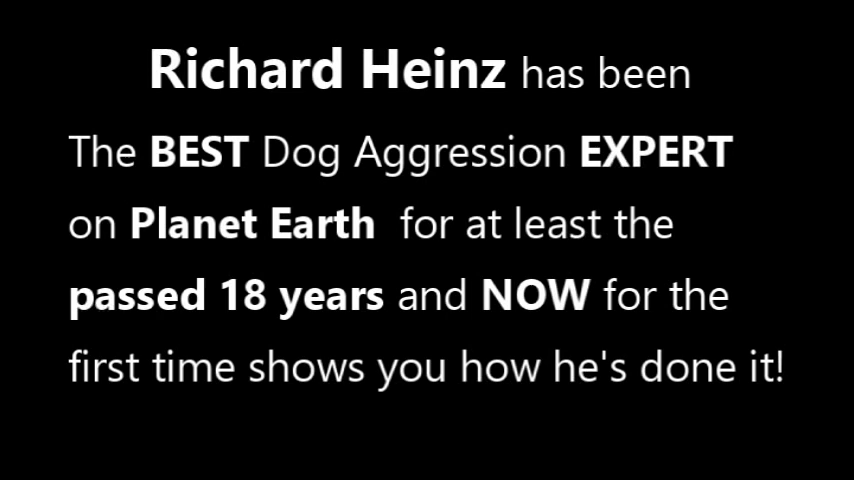 Richard Heinz has been
The BEST Dog Aggression EXPERT
on Planet Earth for at least the
passed 18 years and NOW for the
first time shows you how he's done it!